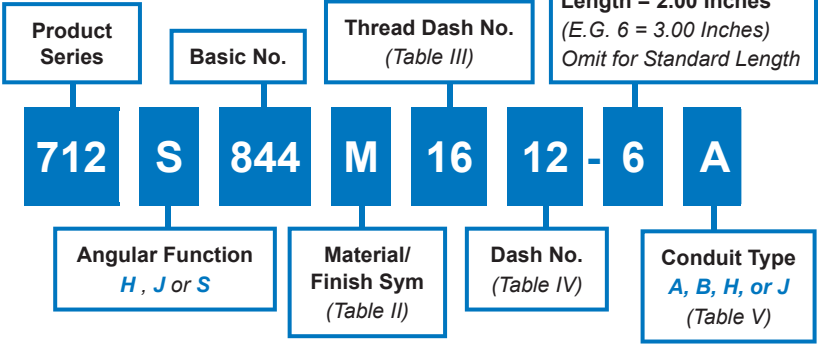 Product
Series
Basic No.
Thread Dash No.
(Table III)
Length = 2.00 Inches
(E.G. 6 = 3.00 Inches)
Omit for Standard Length
712 S 844 M 16 12 - 6 A
Angular Function
H , J or S
Material/
Finish Sym
(Table II)
Dash No.
(Table IV)
Conduit Type
A, B, H, or J
(Table V)